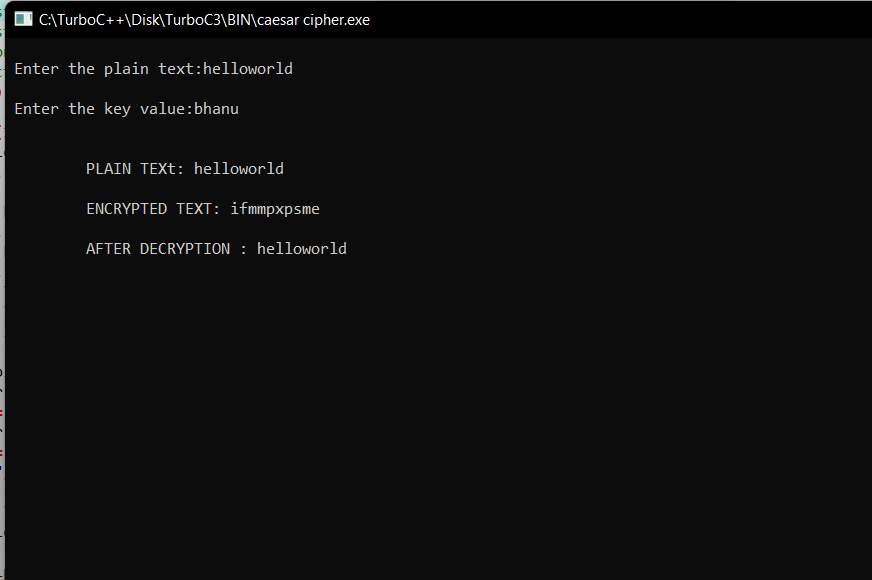 C:\TurboC++\Disk\TurboC3\BIN\caesar cipher.exe
Enter the plain text:helloworld
Enter the key value:bhanu
PLAIN TEXt: helloworld
ENCRYPTED TEXT: ifmmpxpsme
AFTER DECRYPTION : helloworld